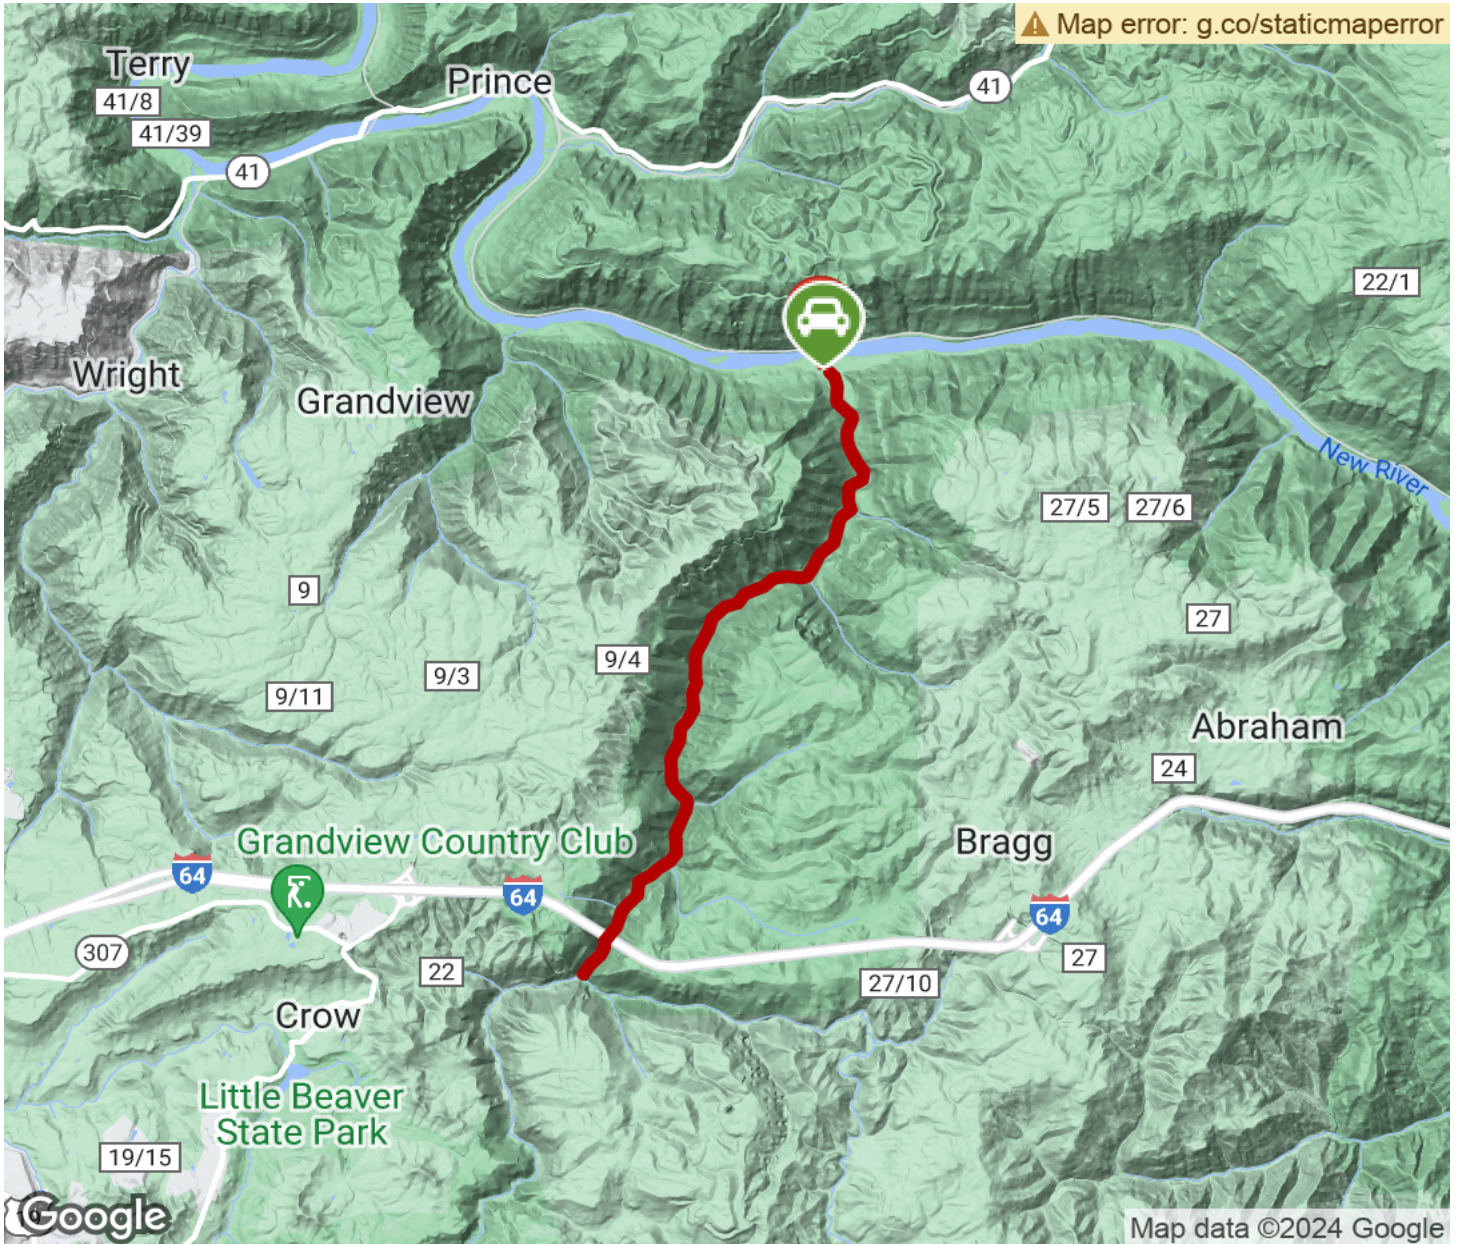 Map error: g.co/staticmaperror
Terry
Prince
41/8
41
41/39
41
22/1
Wright
Grandview
New River
27/5
27/6
9
27
9/4
9/3
9/11
Abraham
24
Grandview Country Club
Bragg
64
64
64
307
22
27
27/10
Crow
Little Beaver
State Park
19/15
Google
Map data ©2024 Google